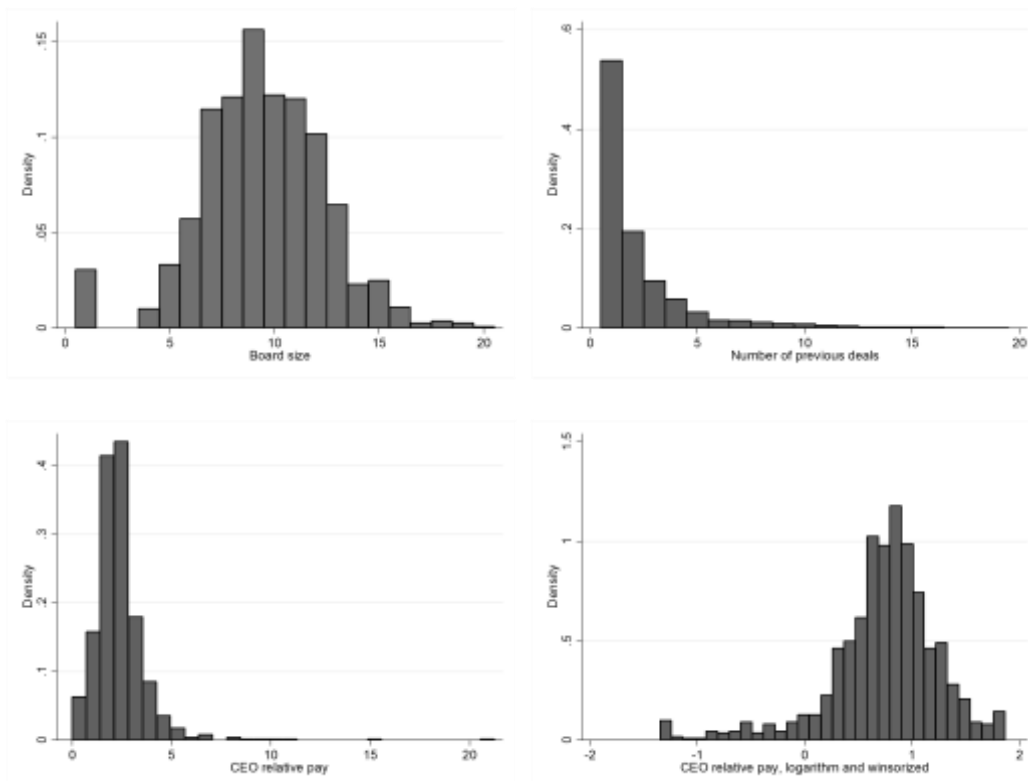 .15
.1
.05
0
Density
0 5 10 15 20
Board size
.6
.4
.2
0
Density
0 5 10 15 20
Number of previous deals
.4
.3
.2
.1
0
Density
0 5 10 15 20
CEO relative pay
1.5
1
.5
0
Density
-2 -1 0 1 2
CEO relative pay, logarithm and winsorized